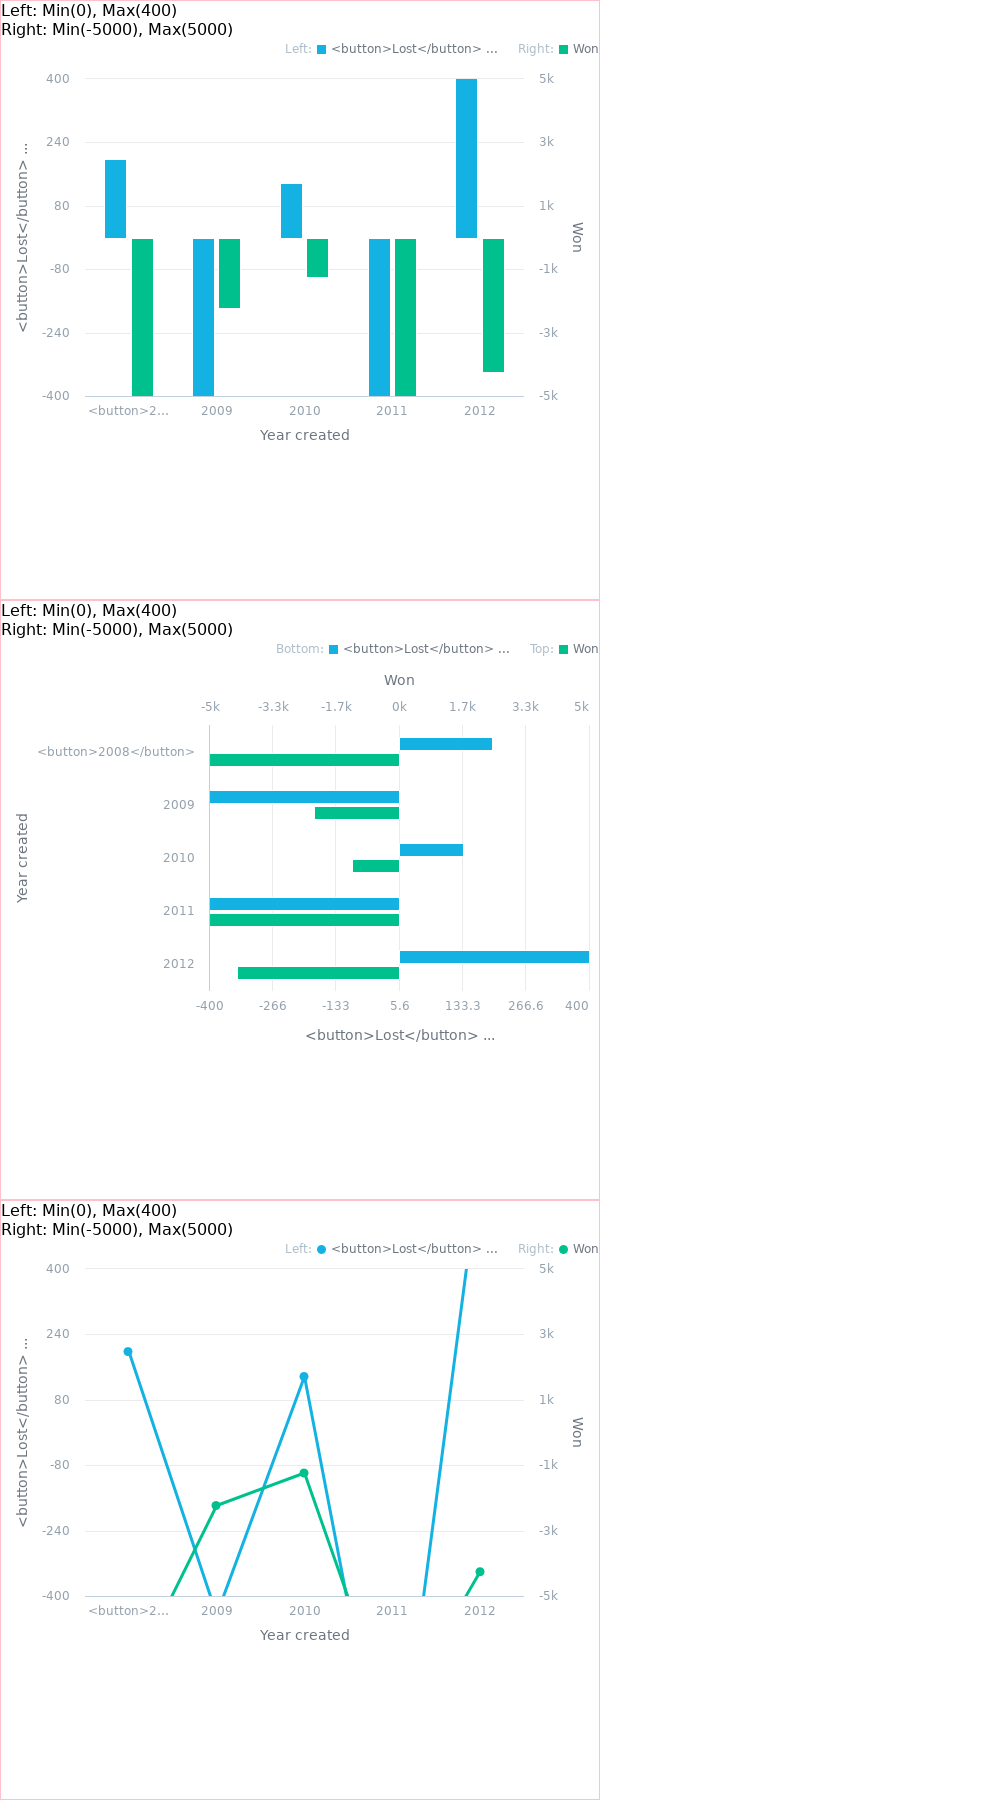 Left: Min(0), Max(400)
Right: Min(-5000), Max(5000)
Left: <button>Lost</button> ... Right: Won
400 5k
240 3k
80 1k
-80 -1k
-240 -3k
-400 -5k
<button>Lost</button> ...
Won
<button>2... 2009 2010 2011 2012
Year created
Left: Min(0), Max(400)
Right: Min(-5000), Max(5000)
Bottom: <button>Lost</button> ... Top: Won
Won
-5k -3.3k -1.7k 0k 1.7k 3.3k 5k
<button>2008</button>
2009
2010
2011
2012
Year created
-400 -266 -133 5.6 133.3 266.6 400
<button>Lost</button> ...
Left: Min(0), Max(400)
Right: Min(-5000), Max(5000)
Left: <button>Lost</button> ... Right: Won
400 5k
240 3k
80 1k
-80 -1k
-240 -3k
-400 -5k
<button>Lost</button> ...
Won
<button>2... 2009 2010 2011 2012
Year created